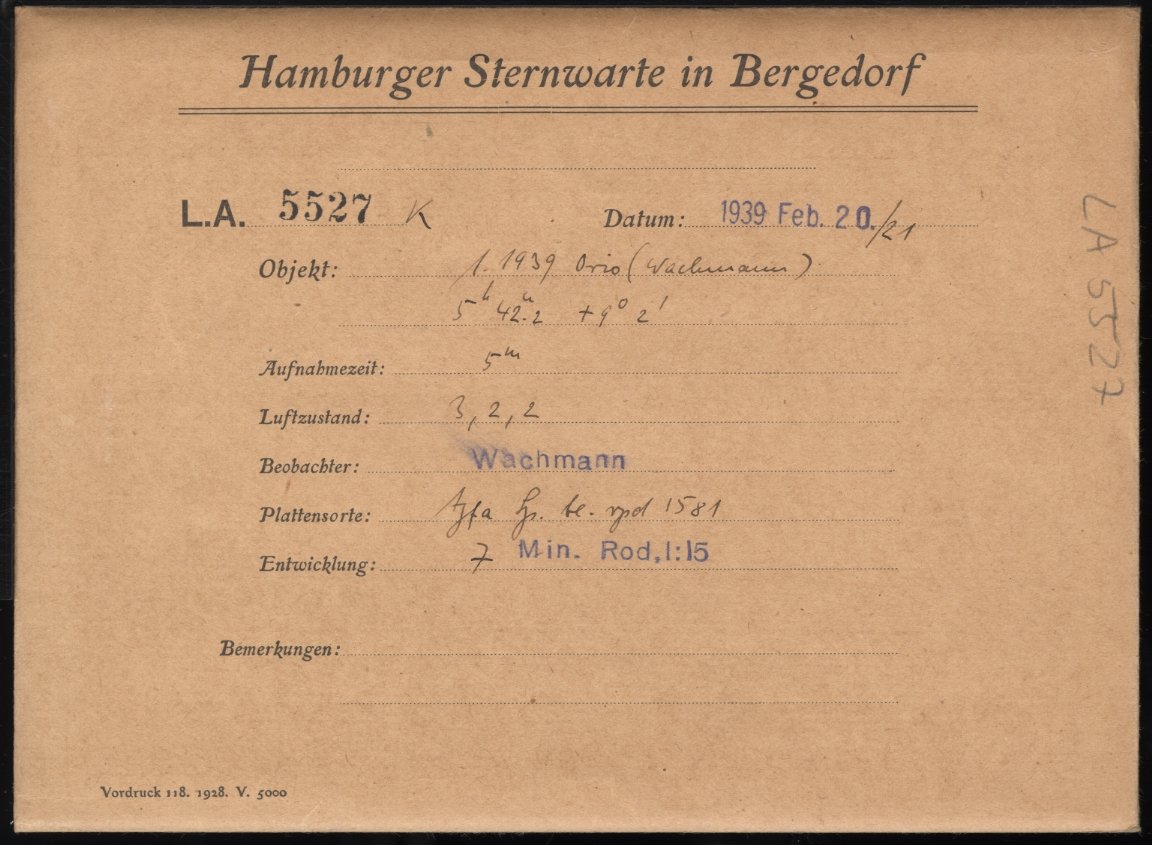 Hamburger Sternwarte in Bergedorf
L.A. 5527 K Datum: 1939 Feb. 20./21
Objekt: 1. 1939 Orio (Wachmann)
5ʰ 42.ᵐ2 +9° 2'
Aufnahmezeit: 5ᵐ
Luftzustand: 3, 2, 2
Beobachter: Wachmann
Plattensorte: 1581
Entwicklung: 7 Min. Rod, 1:15
Bemerkungen:
Vordruck 118. 1928. V. 5000
LA 5527